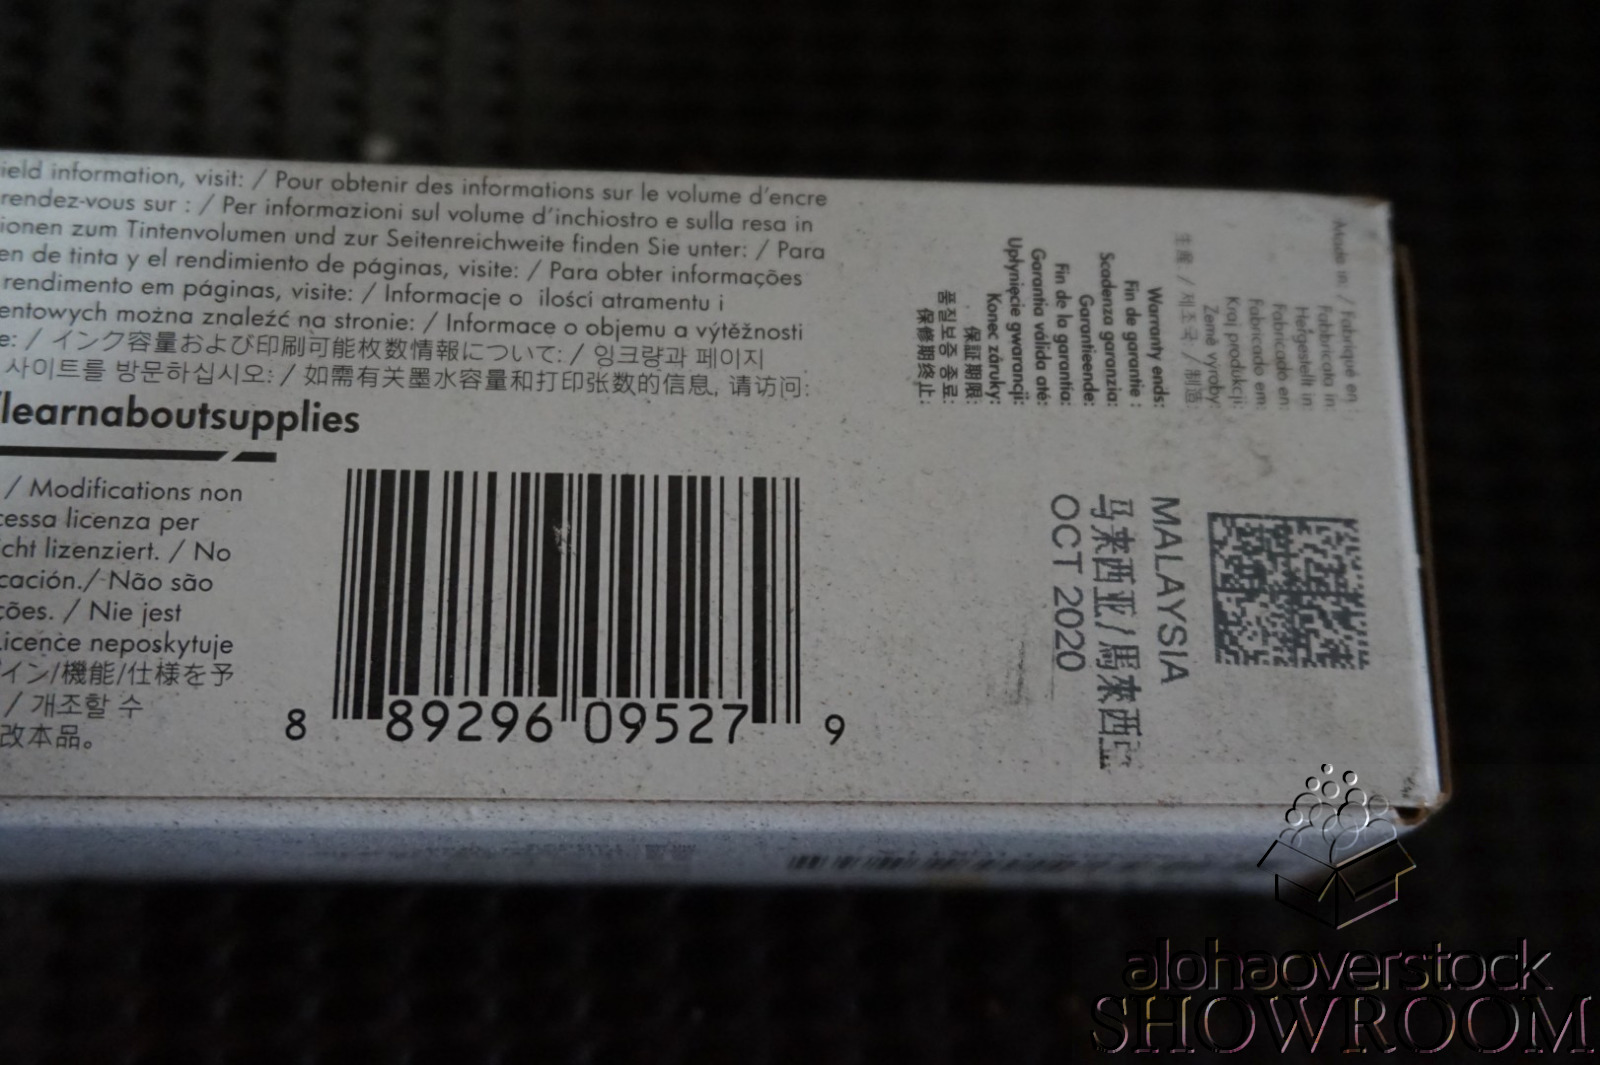 ield information, visit: / Pour obtenir des informations sur le volume d'encre
rendez-vous sur : / Per informazioni sul volume d'inchiostro e sulla resa in
ionen zum Tintenvolumen und zur Seitenreichweite finden Sie unter: / Para
en de tinta y el rendimiento de páginas, visite: / Para obter informações
rendimento em páginas, visite: / Informacje o ilości atramentu i
entowych można znaleźć na stronie: / Informace o objemu a výtěžnosti
e: / インク容量および印刷可能枚数情報について: / 잉크량과 페이지
사이트를 방문하십시오: / 如需有关墨水容量和打印张数的信息, 请访问:
/learnaboutsupplies
/ Modifications non
cessa licenza per
icht lizenziert. / No
cación./ Não são
ções. / Nie jest
Licence neposkytuje
イン/機能/仕様を予
/ 개조할 수
改本品。
8 89296 09527 9
Made in: / Fabriqué en :
Fabbricato in:
Hergestellt in:
Fabricado en:
Fabricado em:
Kraj produkcji:
Země výroby:
生産 / 제조국 / 制造:
Warranty ends:
Fin de garantie :
Scadenza garanzia:
Garantieende:
Fin de la garantía:
Garantia válida até:
Upłynięcie gwarancji:
Konec záruky:
保証期限:
품질보증 종료:
保修期终止:
MALAYSIA
马来西亚/馬來西亞
OCT 2020
alohaoverstock
SHOWROOM